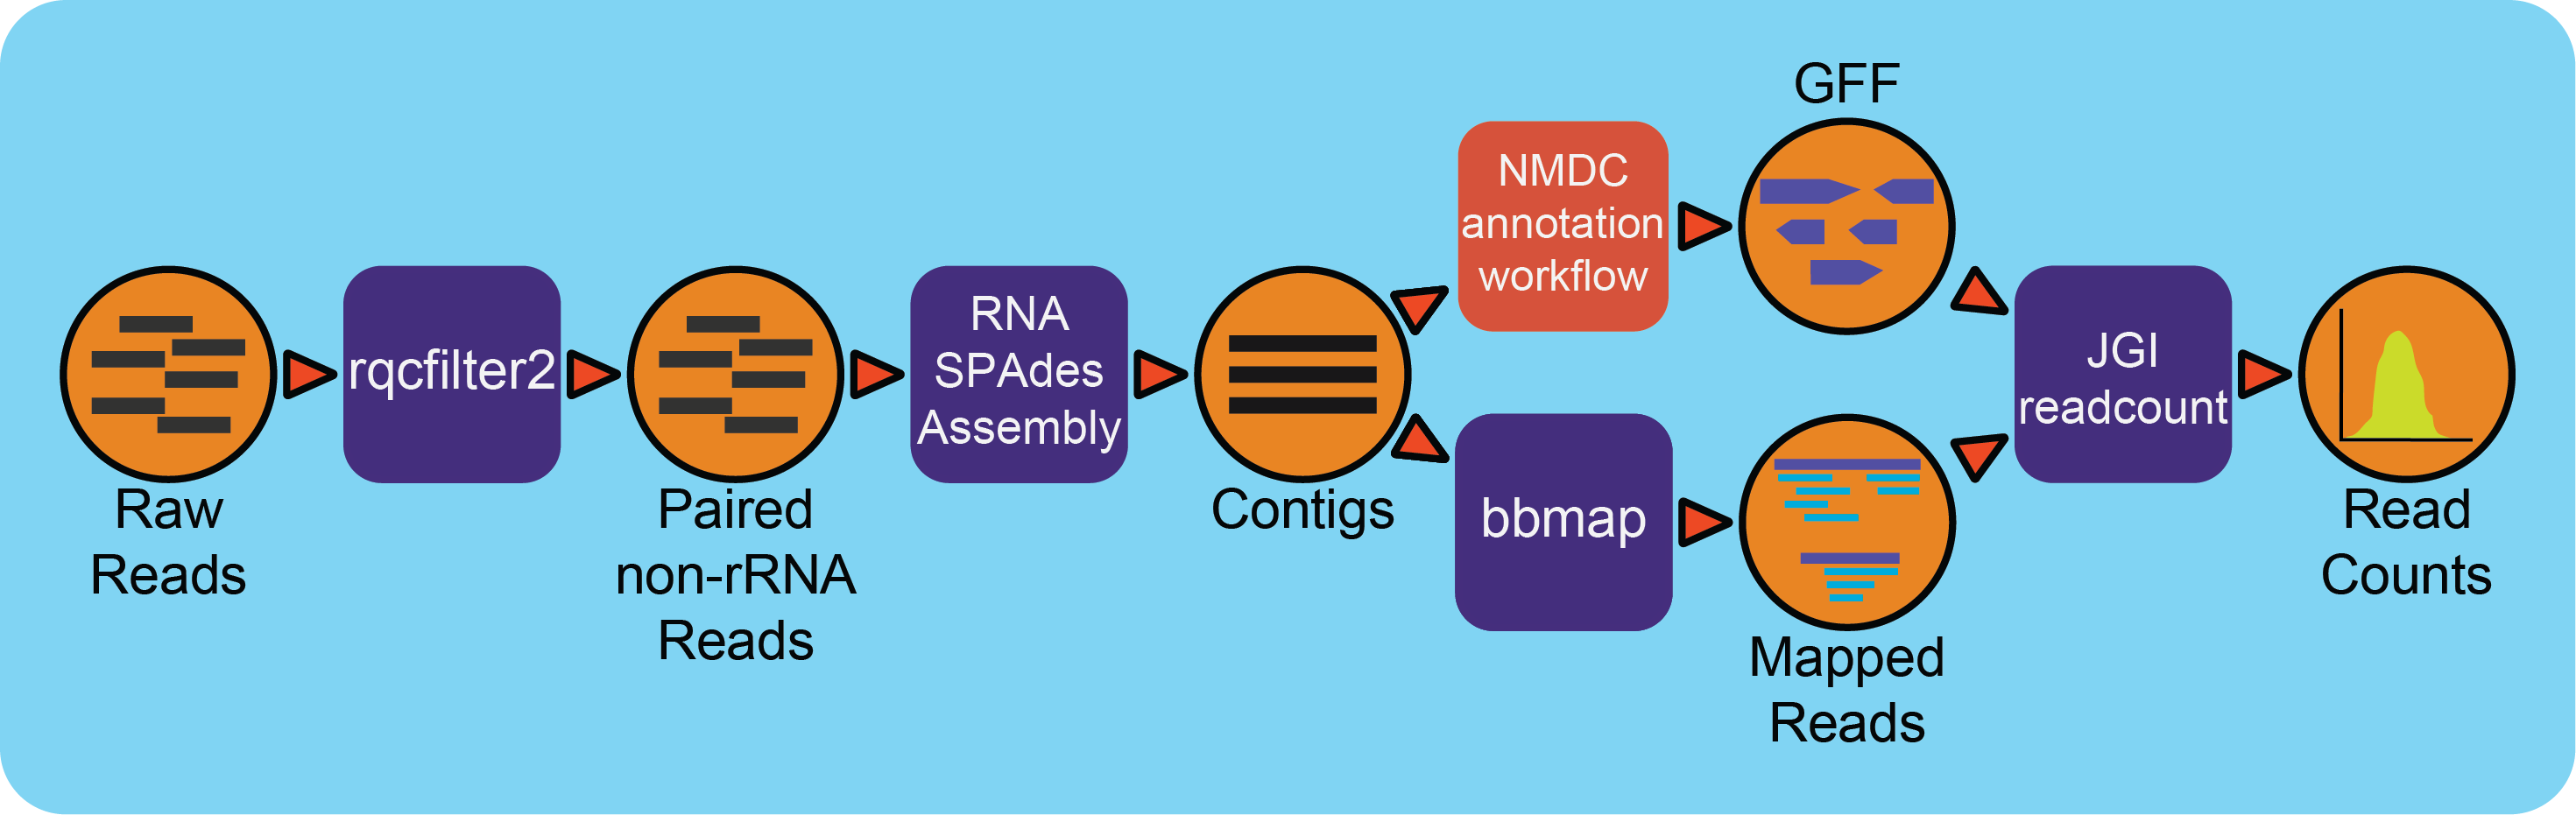 Raw
Reads
rqcfilter2
Paired
non-rRNA
Reads
RNA
SPAdes
Assembly
Contigs
NMDC
annotation
workflow
GFF
bbmap
Mapped
Reads
JGI
readcount
Read
Counts